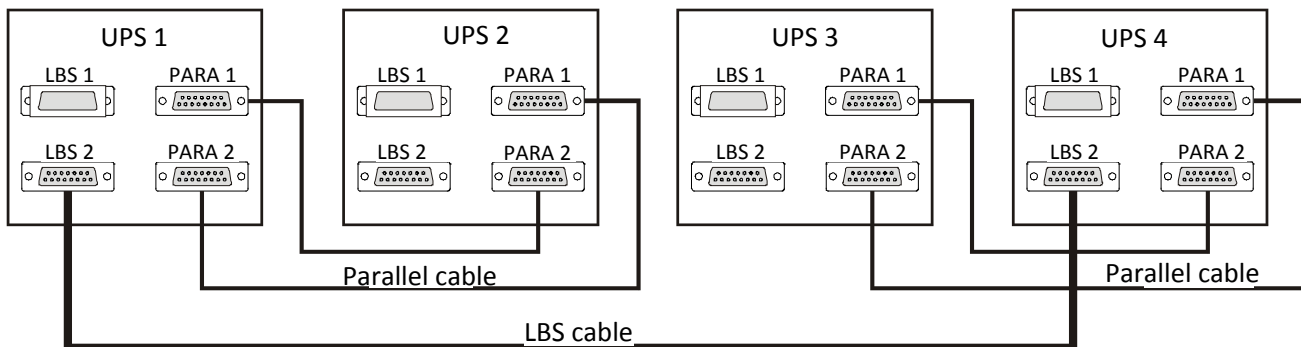 UPS 1
LBS 1 PARA 1
LBS 2 PARA 2
UPS 2
LBS 1 PARA 1
LBS 2 PARA 2
UPS 3
LBS 1 PARA 1
LBS 2 PARA 2
UPS 4
LBS 1 PARA 1
LBS 2 PARA 2
Parallel cable
Parallel cable
LBS cable